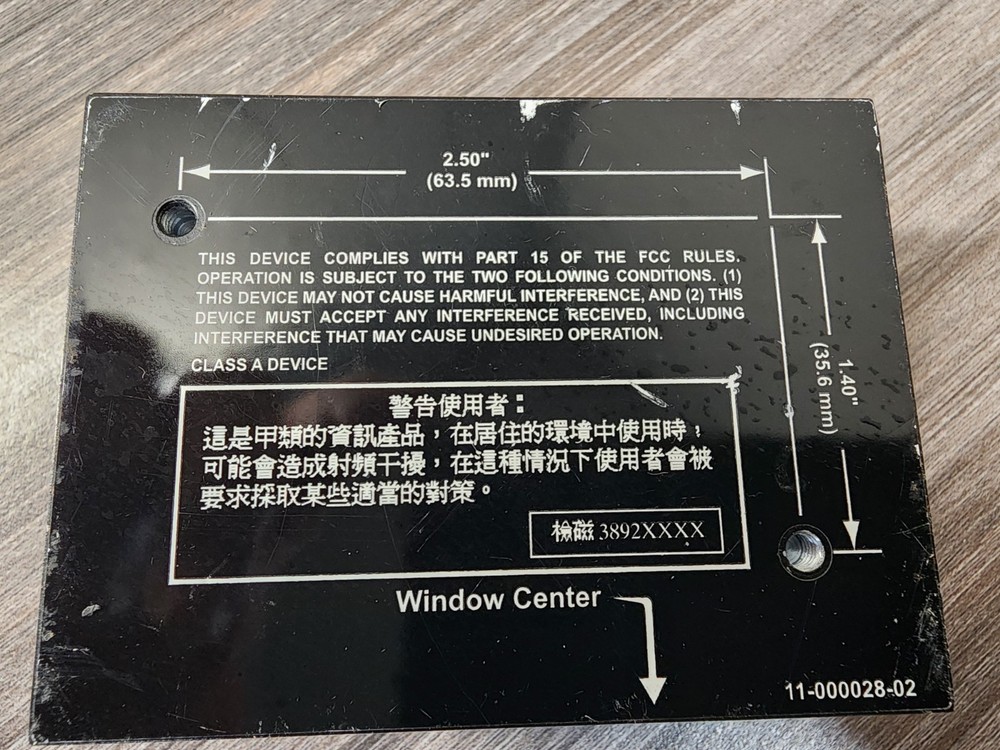 2.50"
(63.5 mm)
THIS DEVICE COMPLIES WITH PART 15 OF THE FCC RULES.
OPERATION IS SUBJECT TO THE TWO FOLLOWING CONDITIONS. (1)
THIS DEVICE MAY NOT CAUSE HARMFUL INTERFERENCE, AND (2) THIS
DEVICE MUST ACCEPT ANY INTERFERENCE RECEIVED, INCLUDING
INTERFERENCE THAT MAY CAUSE UNDESIRED OPERATION.
CLASS A DEVICE
1.40"
(35.6 mm)
警告使用者：
這是甲類的資訊產品，在居住的環境中使用時，
可能會造成射頻干擾，在這種情況下使用者會被
要求採取某些適當的對策。
檢磁 3892XXXX
Window Center
11-000028-02